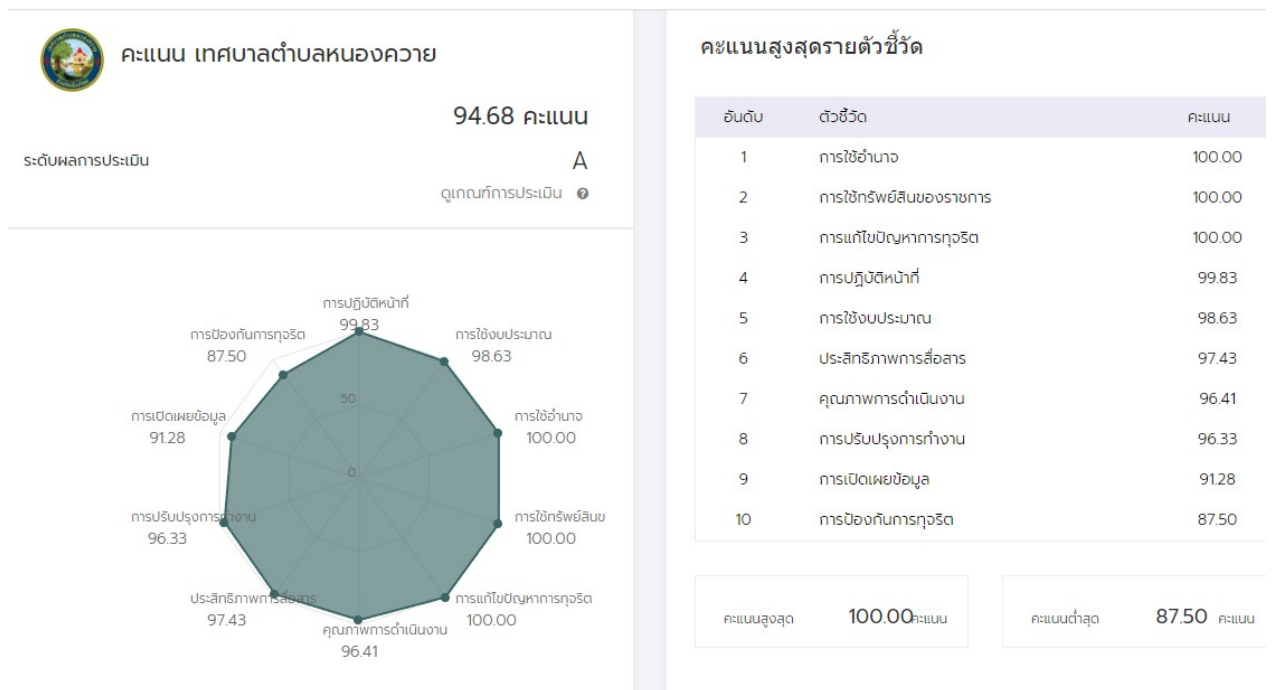 คะแนน เทศบาลตำบลหนองควาย
94.68 คะแนน
ระดับผลการประเมิน A
ดูเกณฑ์การประเมิน
การปฏิบัติหน้าที่
99.83
การป้องกันการทุจริต
87.50
การใช้งบประมาณ
98.63
50
การเปิดเผยข้อมูล
91.28
การใช้อำนาจ
100.00
0
การปรับปรุงการทำงาน
96.33
การใช้ทรัพย์สินข
100.00
ประสิทธิภาพการสื่อสาร
97.43
การแก้ไขปัญหาการทุจริต
100.00
คุณภาพการดำเนินงาน
96.41
คะแนนสูงสุดรายตัวชี้วัด
อันดับ ตัวชี้วัด คะแนน
1 การใช้อำนาจ 100.00
2 การใช้ทรัพย์สินของราชการ 100.00
3 การแก้ไขปัญหาการทุจริต 100.00
4 การปฏิบัติหน้าที่ 99.83
5 การใช้งบประมาณ 98.63
6 ประสิทธิภาพการสื่อสาร 97.43
7 คุณภาพการดำเนินงาน 96.41
8 การปรับปรุงการทำงาน 96.33
9 การเปิดเผยข้อมูล 91.28
10 การป้องกันการทุจริต 87.50
คะแนนสูงสุด 100.00 คะแนน
คะแนนต่ำสุด 87.50 คะแนน